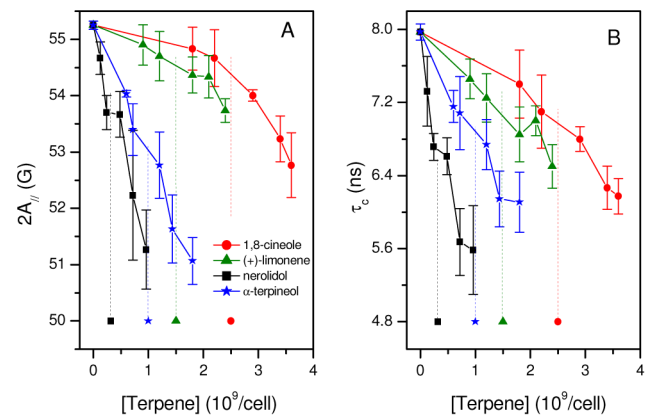 A
2A// (G)
55
54
53
52
51
50
0
1
2
3
4
[Terpene] (10⁹/cell)
1,8-cineole
(+)-limonene
nerolidol
α-terpineol
B
τc (ns)
8.0
7.2
6.4
5.6
4.8
0
1
2
3
4
[Terpene] (10⁹/cell)